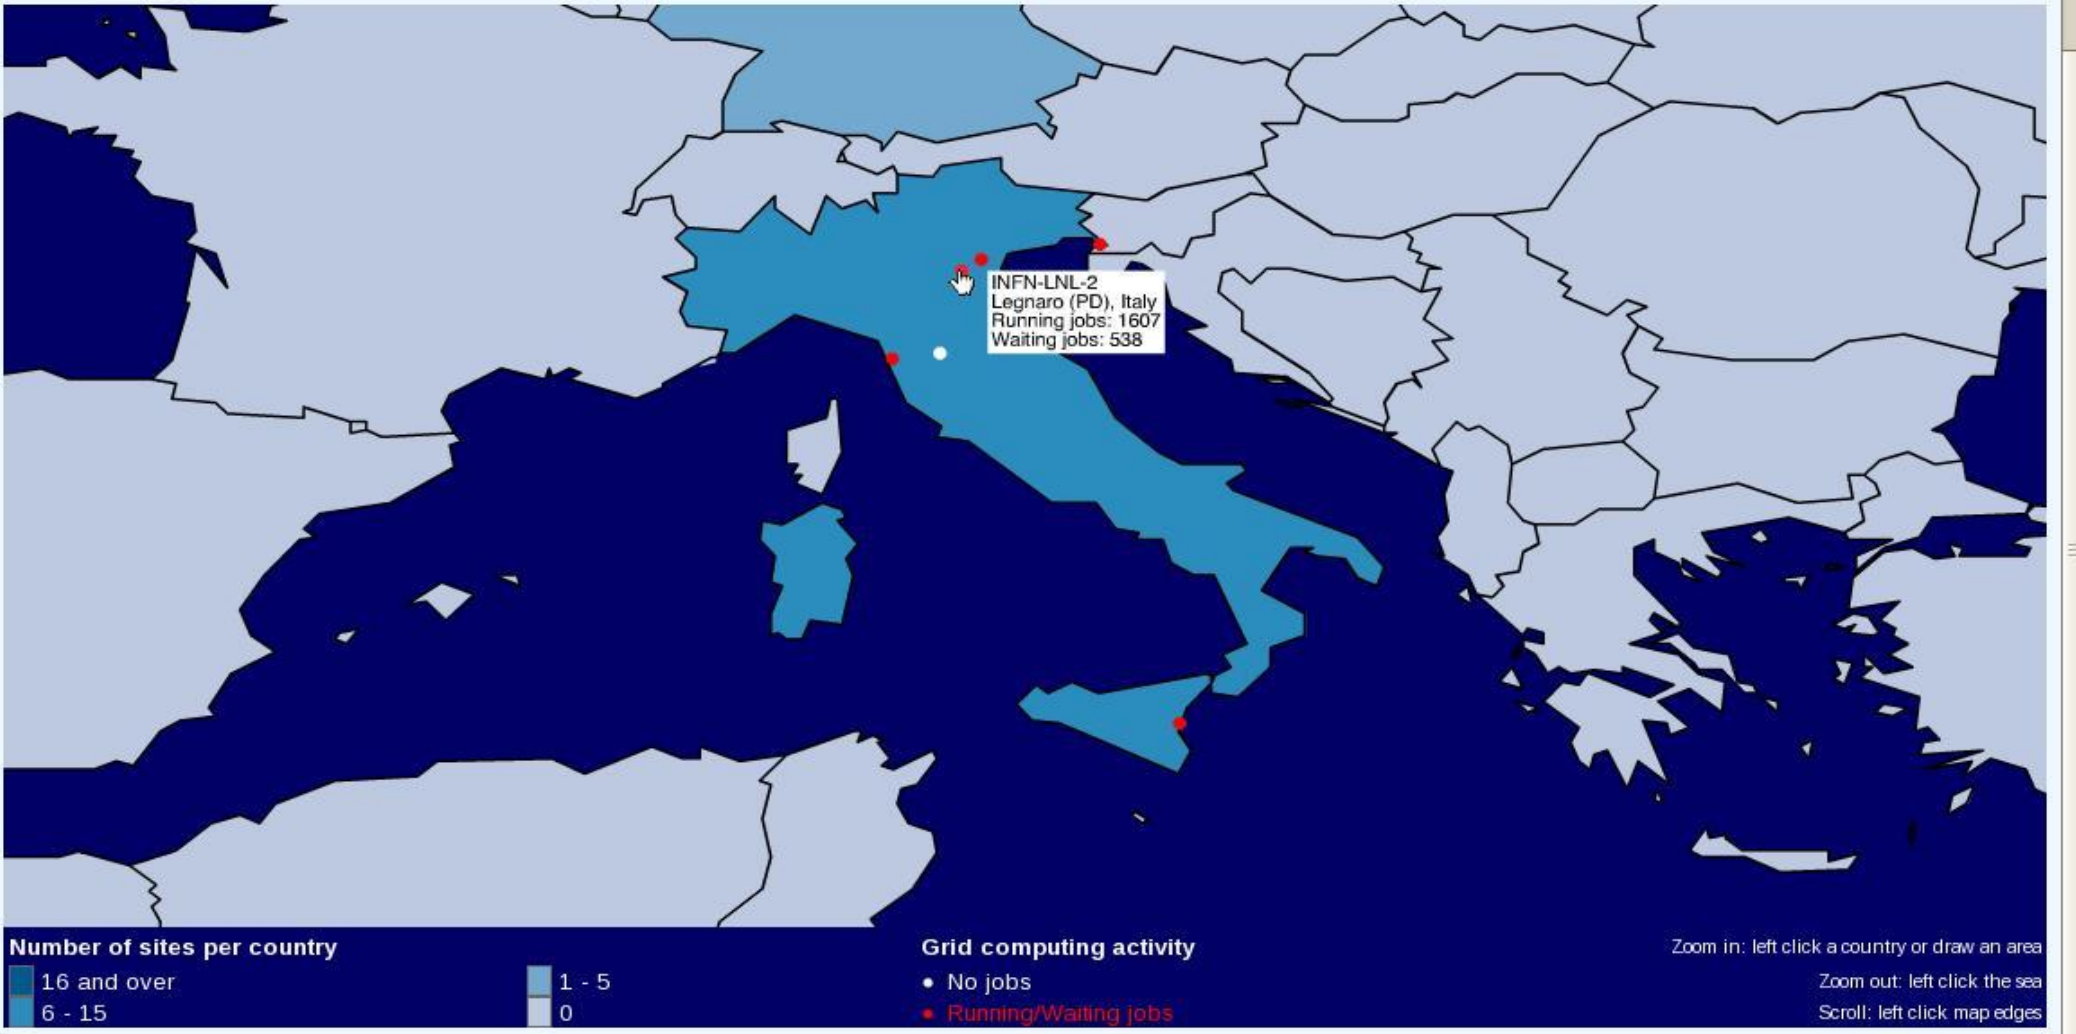 INFN-LNL-2
Legnaro (PD), Italy
Running jobs: 1607
Waiting jobs: 538
Number of sites per country
16 and over
6 - 15
1 - 5
0
Grid computing activity
No jobs
Running/Waiting jobs
Zoom in: left click a country or draw an area
Zoom out: left click the sea
Scroll: left click map edges